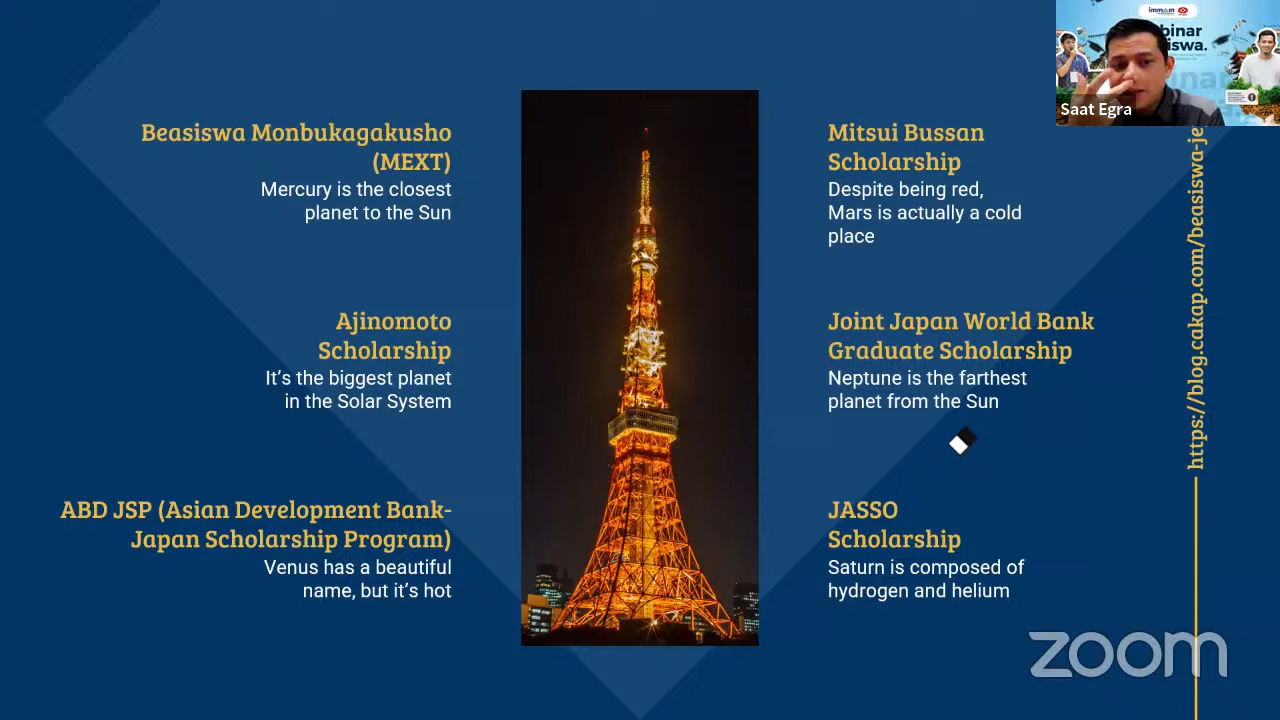 Beasiswa Monbukagakusho
(MEXT)
Mercury is the closest
planet to the Sun
Ajinomoto
Scholarship
It's the biggest planet
in the Solar System
ABD JSP (Asian Development Bank-
Japan Scholarship Program)
Venus has a beautiful
name, but it's hot
Mitsui Bussan
Scholarship
Despite being red,
Mars is actually a cold
place
Joint Japan World Bank
Graduate Scholarship
Neptune is the farthest
planet from the Sun
JASSO
Scholarship
Saturn is composed of
hydrogen and helium
https://blog.cakap.com/beasiswa-je
binar
iswa.
Saat Egra
zoom